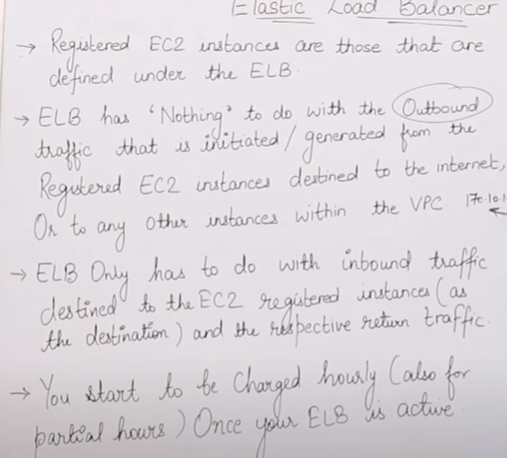 Elastic Load Balancer
→ Registered EC2 instances are those that are
defined under the ELB.
→ ELB has 'Nothing' to do with the Outbound
traffic that is initiated/generated from the
Registered EC2 instances destined to the internet,
Or to any other instances within the VPC
→ ELB Only has to do with inbound traffic
destined to the EC2 registered instances (as
the destination) and the respective return traffic.
→ You start to be Charged hourly (also for
partial hours) Once your ELB is active